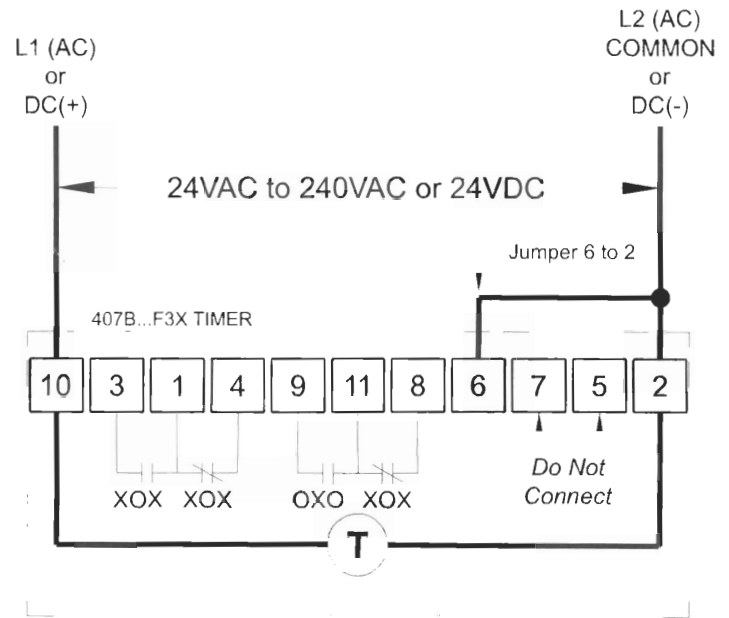 L1 (AC)
or
DC(+)
L2 (AC)
COMMON
or
DC(-)
24VAC to 240VAC or 24VDC
Jumper 6 to 2
407B...F3X TIMER
10 3 1 4 9 11 8 6 7 5 2
XOX XOX OXO XOX
Do Not
Connect
T